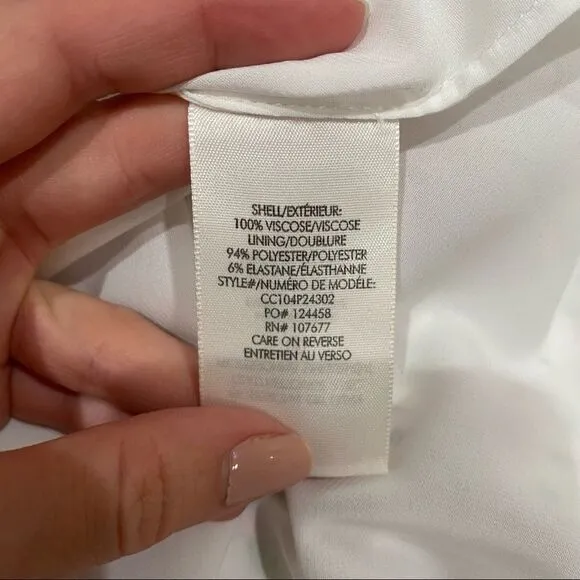 SHELL/EXTÉRIEUR:
100% VISCOSE/VISCOSE
LINING/DOUBLURE
94% POLYESTER/POLYESTER
6% ELASTANE/ÉLASTHANNE
STYLE#/NUMÉRO DE MODÈLE:
CC104P24302
PO# 124458
RN# 107677
CARE ON REVERSE
ENTRETIEN AU VERSO